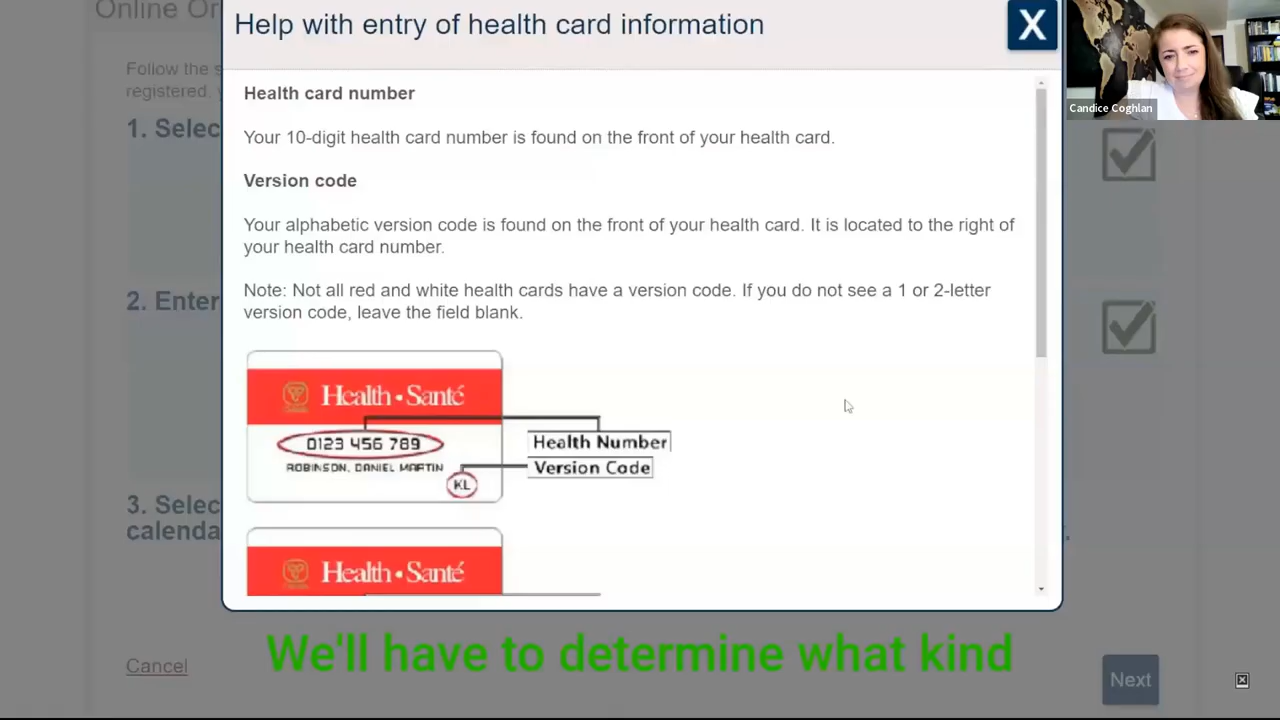 Online Or
Help with entry of health card information
X
Candice Coghlan
Follow the s
registered, y
1. Selec
Health card number
Your 10-digit health card number is found on the front of your health card.
Version code
Your alphabetic version code is found on the front of your health card. It is located to the right of
your health card number.
2. Enter
Note: Not all red and white health cards have a version code. If you do not see a 1 or 2-letter
version code, leave the field blank.
Health • Santé
0123 456 789
Health Number
ROBINSON, DANIEL MARTIN
Version Code
KL
3. Selec
calenda
Health • Santé
We'll have to determine what kind
Cancel
Next